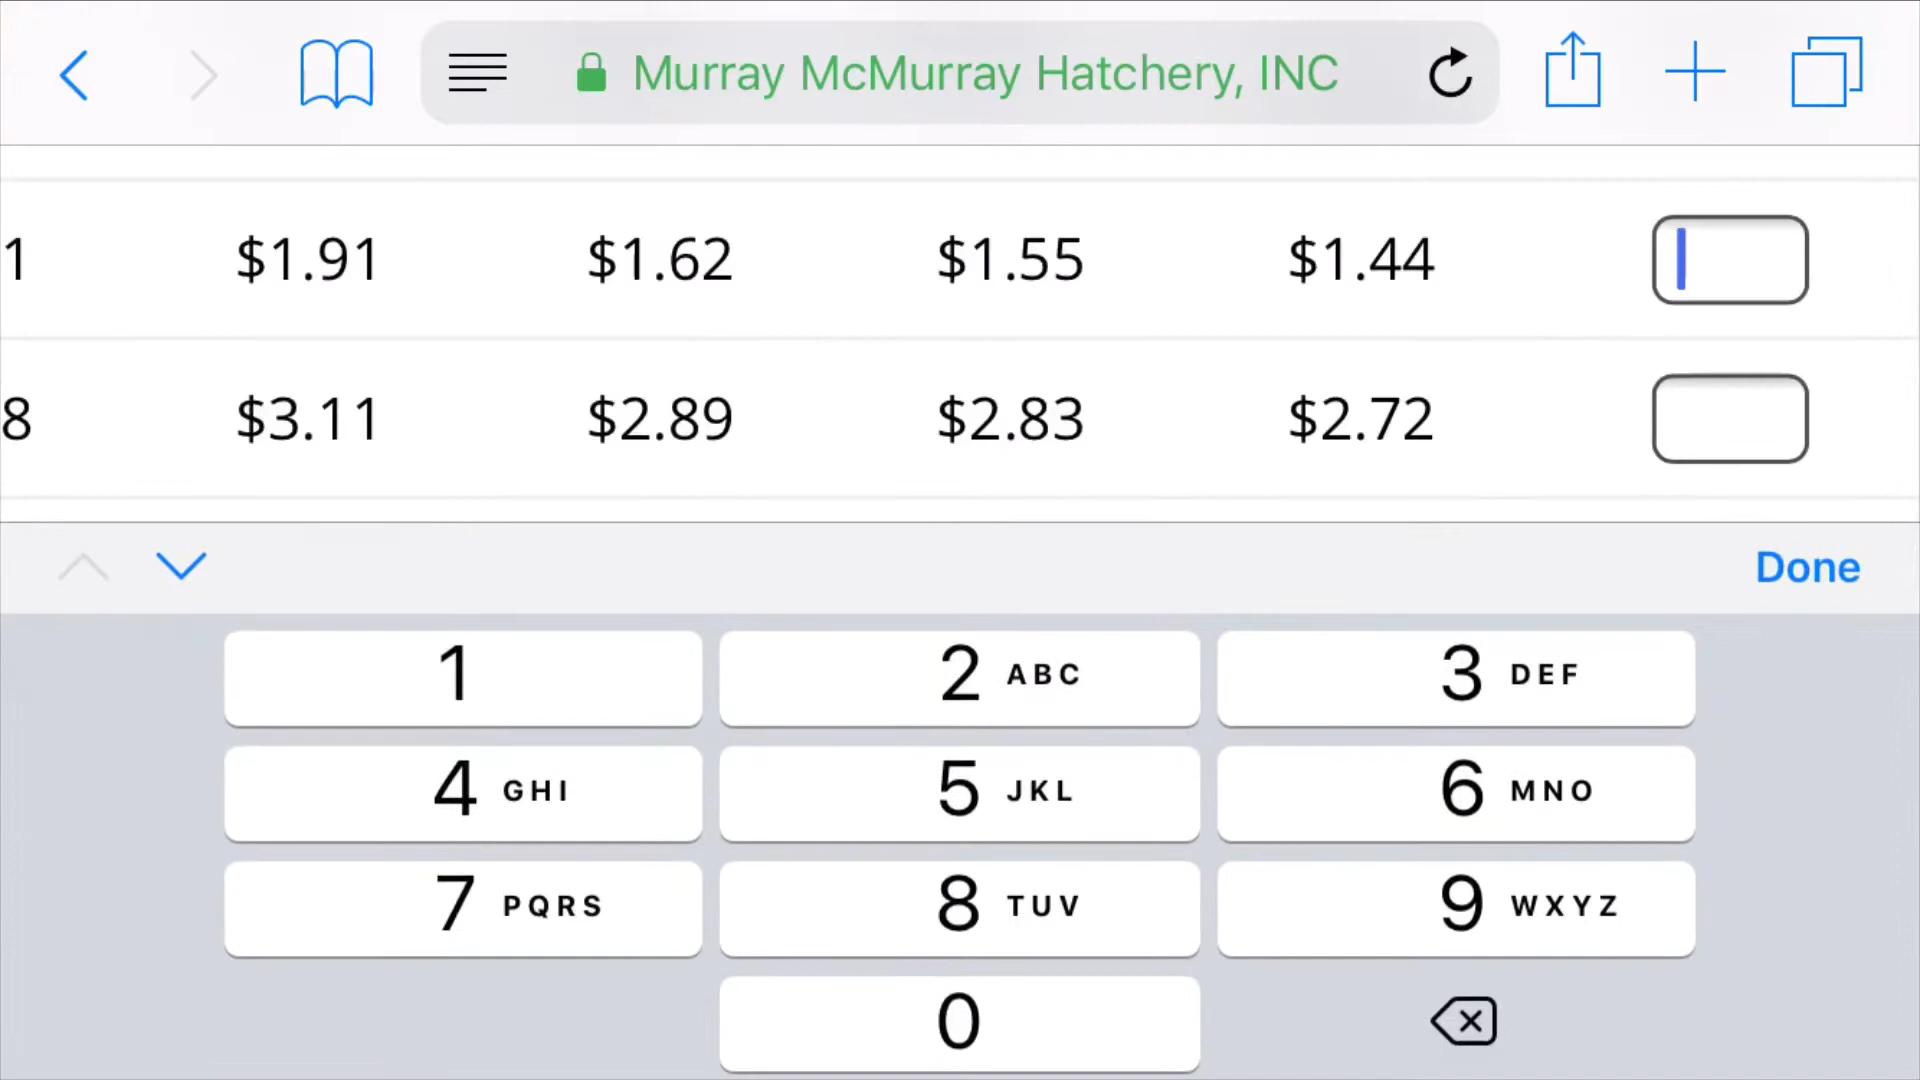 Murray McMurray Hatchery, INC
1 $1.91 $1.62 $1.55 $1.44
8 $3.11 $2.89 $2.83 $2.72
Done
1 2 ABC 3 DEF
4 GHI 5 JKL 6 MNO
7 PQRS 8 TUV 9 WXYZ
0